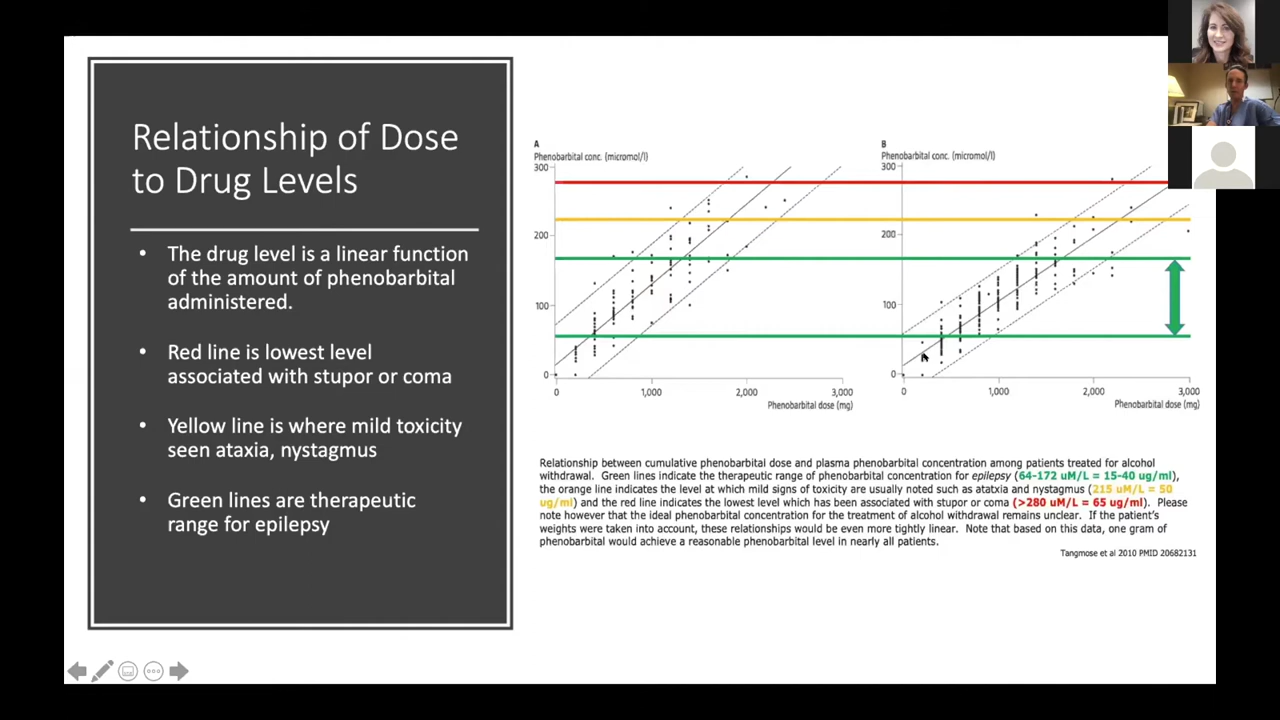 Relationship of Dose
to Drug Levels
• The drug level is a linear function
of the amount of phenobarbital
administered.
• Red line is lowest level
associated with stupor or coma
• Yellow line is where mild toxicity
seen ataxia, nystagmus
• Green lines are therapeutic
range for epilepsy
A
Phenobarbital conc. (micromol/l)
300
200
100
0
0 1,000 2,000 3,000
Phenobarbital dose (mg)
B
Phenobarbital conc. (micromol/l)
300
200
100
0
0 1,000 2,000 3,000
Phenobarbital dose (mg)
Relationship between cumulative phenobarbital dose and plasma phenobarbital concentration among patients treated for alcohol
withdrawal. Green lines indicate the therapeutic range of phenobarbital concentration for epilepsy (64-172 uM/L = 15-40 ug/ml),
the orange line indicates the level at which mild signs of toxicity are usually noted such as atatxia and nystagmus (215 uM/L = 50
ug/ml) and the red line indicates the lowest level which has been associated with stupor or coma (>280 uM/L = 65 ug/ml). Please
note however that the ideal phenobarbital concentration for the treatment of alcohol withdrawal remains unclear. If the patient's
weights were taken into account, these relationships would be even more tightly linear. Note that based on this data, one gram of
phenobarbital would achieve a reasonable phenobarbital level in nearly all patients.
Tangmose et al 2010 PMID 20682131